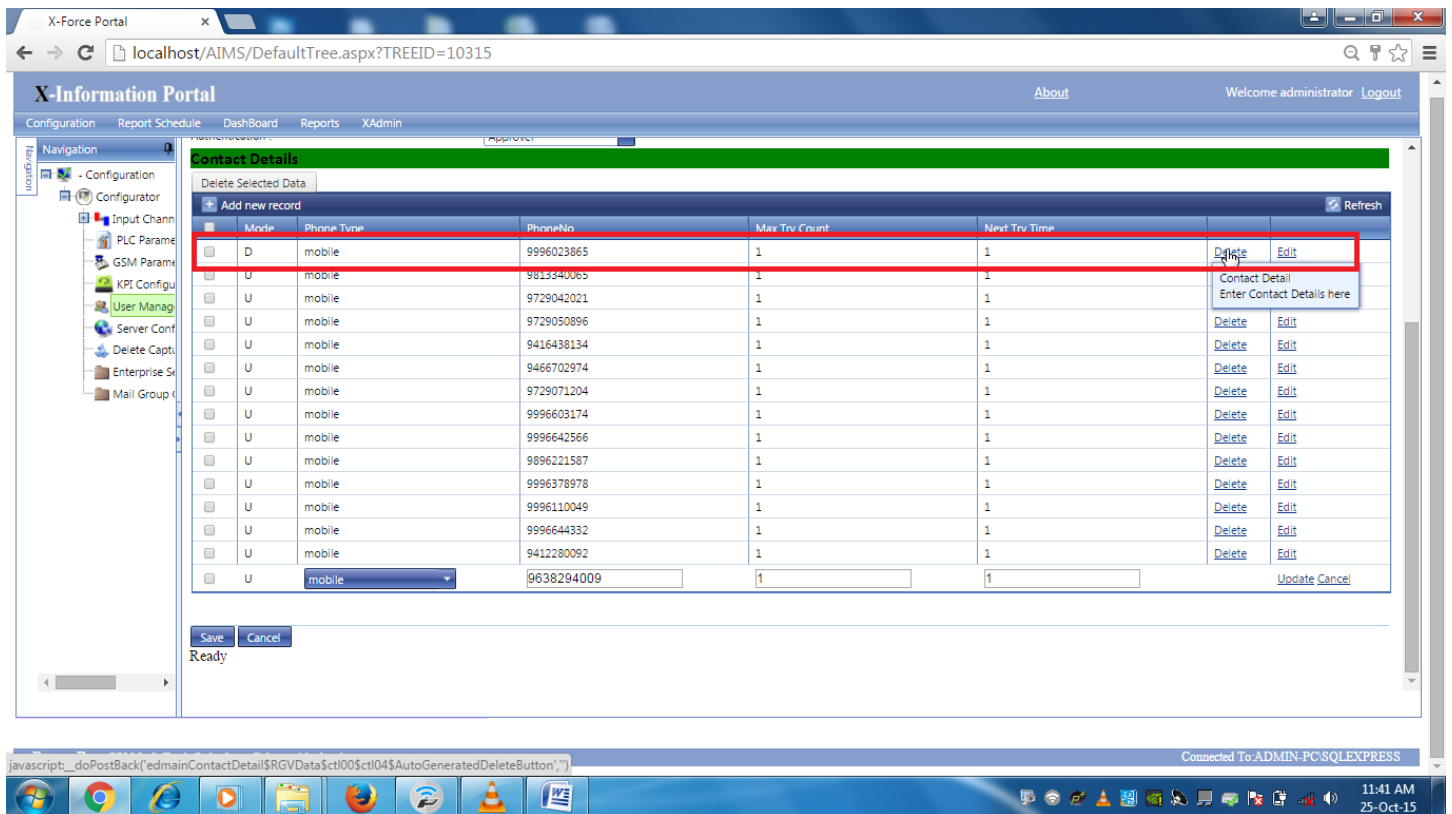 X-Force Portal
localhost/AIMS/DefaultTree.aspx?TREEID=10315
X-Information Portal
About
Welcome administrator Logout
Configuration Report Schedule DashBoard Reports XAdmin
Navigation
Navigation
- Configuration
Configurator
Input Chann
PLC Parame
GSM Parame
KPI Configu
User Manag
Server Conf
Delete Captu
Enterprise Se
Mail Group
Approver
Contact Details
Delete Selected Data
Add new record Refresh
Mode Phone Type PhoneNo Max Try Count Next Try Time
D mobile 9996023865 1 1 Delete Edit
U mobile 9813340065 1 1
Contact Detail
Enter Contact Details here
U mobile 9729042021 1 1
U mobile 9729050896 1 1 Delete Edit
U mobile 9416438134 1 1 Delete Edit
U mobile 9466702974 1 1 Delete Edit
U mobile 9729071204 1 1 Delete Edit
U mobile 9996603174 1 1 Delete Edit
U mobile 9996642566 1 1 Delete Edit
U mobile 9896221587 1 1 Delete Edit
U mobile 9996378978 1 1 Delete Edit
U mobile 9996110049 1 1 Delete Edit
U mobile 9996644332 1 1 Delete Edit
U mobile 9412280092 1 1 Delete Edit
U mobile 9638294009 1 1 Update Cancel
Save Cancel
Ready
Connected To:ADMIN-PC\SQLEXPRESS
javascript:__doPostBack('edmainContactDetail$RGVData$ctl00$ctl04$AutoGeneratedDeleteButton','')
11:41 AM
25-Oct-15